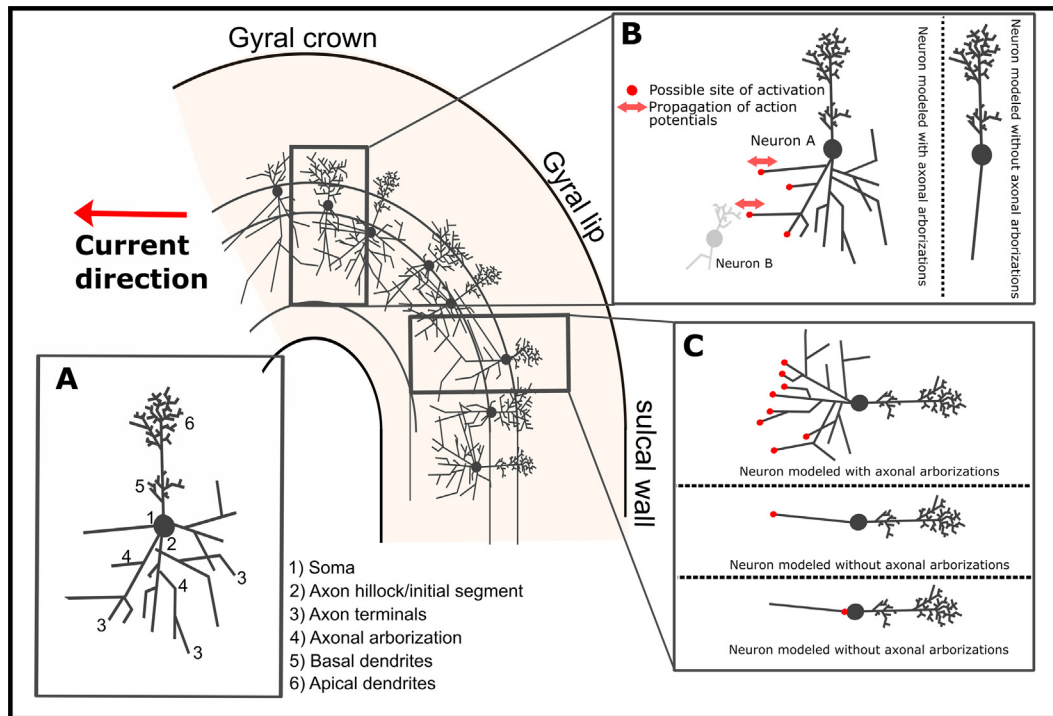 Gyral crown
Gyral lip
sulcal wall
Current
direction
A
6
5
1
2
4
4
3
3
3
1) Soma
2) Axon hillock/initial segment
3) Axon terminals
4) Axonal arborization
5) Basal dendrites
6) Apical dendrites
B
Possible site of activation
Propagation of action
potentials
Neuron A
Neuron B
Neuron modeled with axonal arborizations
Neuron modeled without axonal arborizations
C
Neuron modeled with axonal arborizations
Neuron modeled without axonal arborizations
Neuron modeled without axonal arborizations